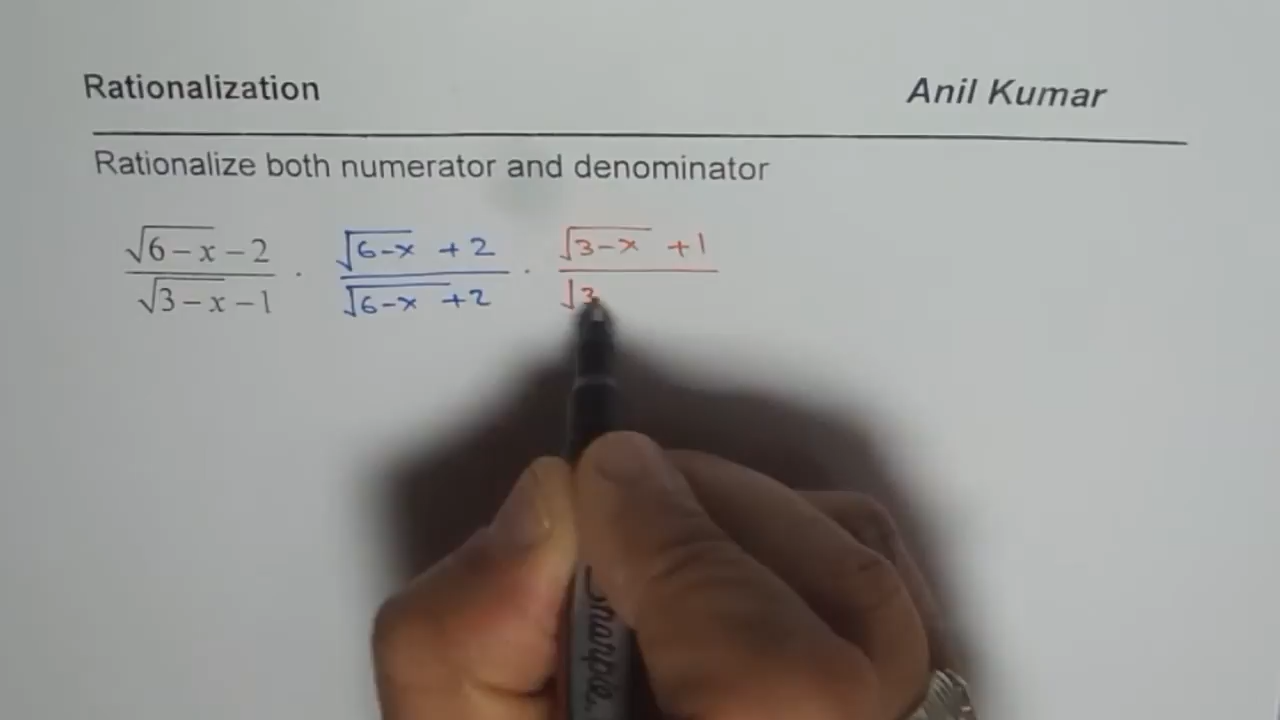 Rationalization Anil Kumar
Rationalize both numerator and denominator
√6-x - 2 / √3-x - 1 · √6-x + 2 / √6-x + 2 · √3-x + 1 / √3
Sharpie